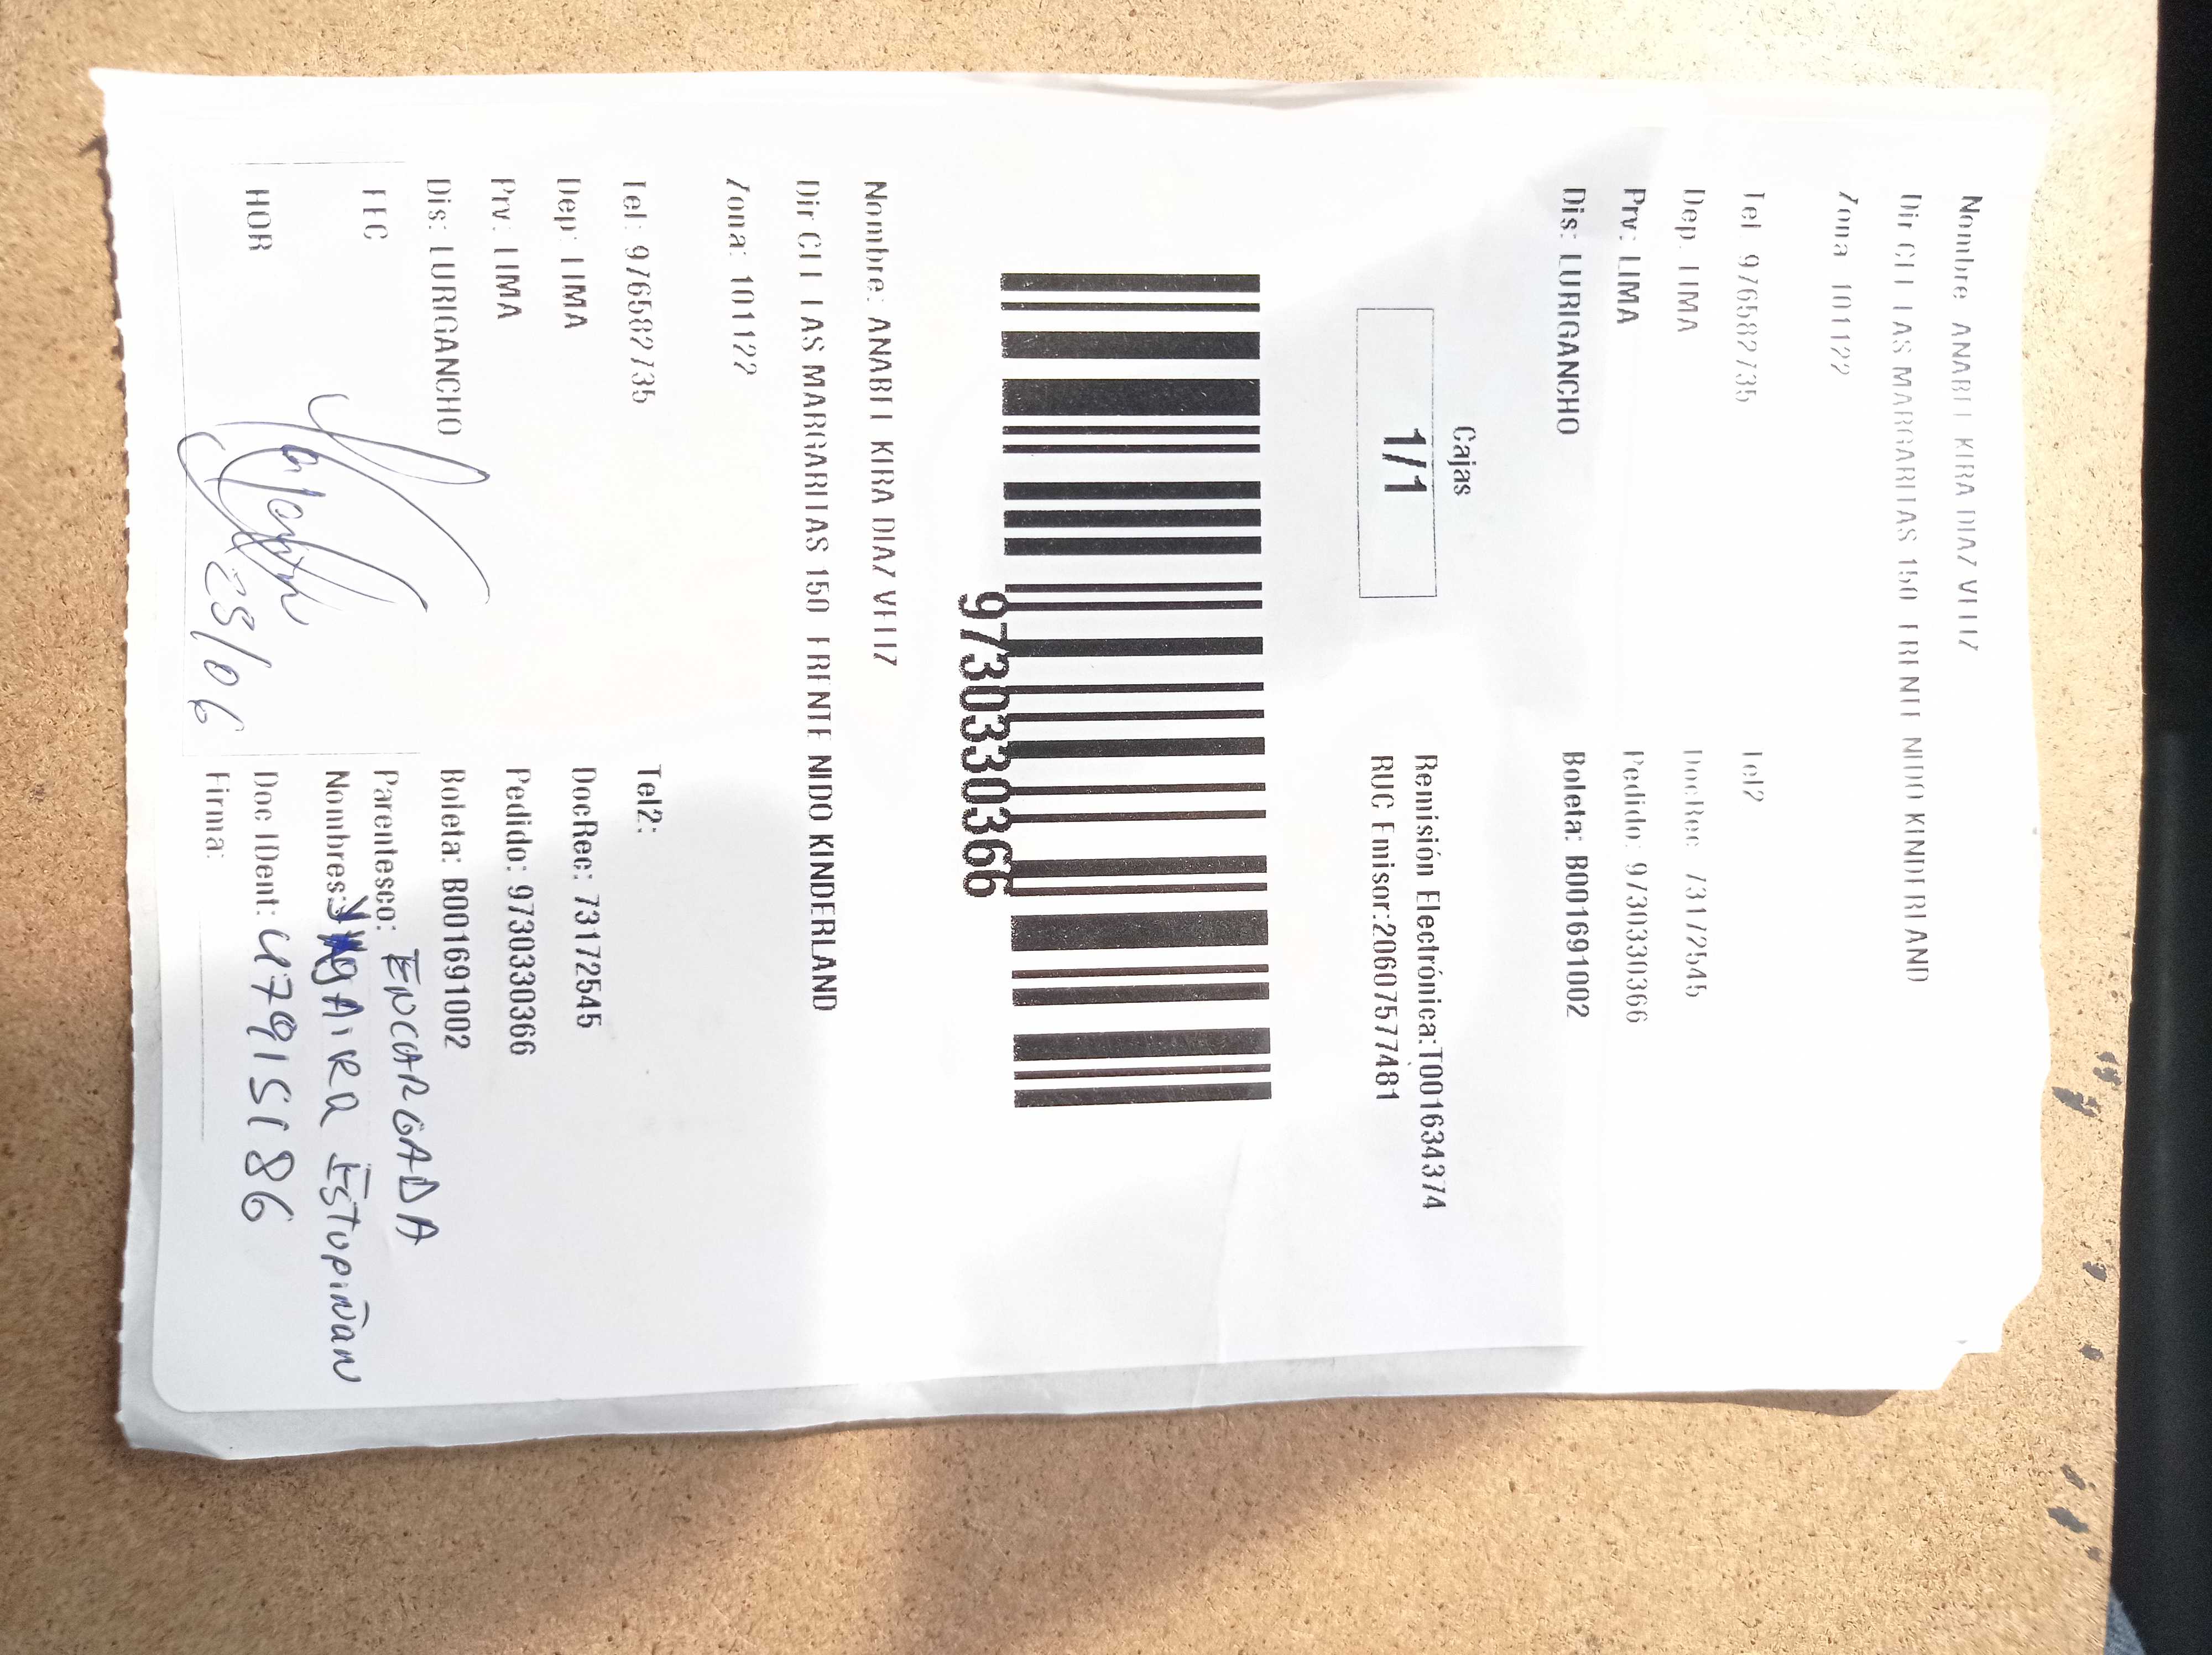 Nombre ANABEL KIRA DIAZ VELIZ
Dir CLL LAS MARGARITAS 150 FRENTE NIDO KINDERLAND
Zona 101122
Tel 976582735 Tel2
Dep. LIMA DocRec 73172545
Prv: LIMA Pedido: 9730330366
Dis: LURIGANCHO Boleta: B001691002
Cajas
1/1
Remisión Electrónica:T001634374
RUC Emisor:20607577481
9730330366
Nombre: ANABEL KIRA DIAZ VELIZ
Dir CLL LAS MARGARITAS 150 FRENTE NIDO KINDERLAND
Zona: 101122
Tel: 976582735 Tel2:
Dep: LIMA DocRec: 73172545
Prv: LIMA Pedido: 9730330366
Dis: LURIGANCHO Boleta: B001691002
FEC Parentesco: ENCARGADA
Nombres: ESTUPIÑAN
HOR Doc IDent: 47915186
23/06 Firma: